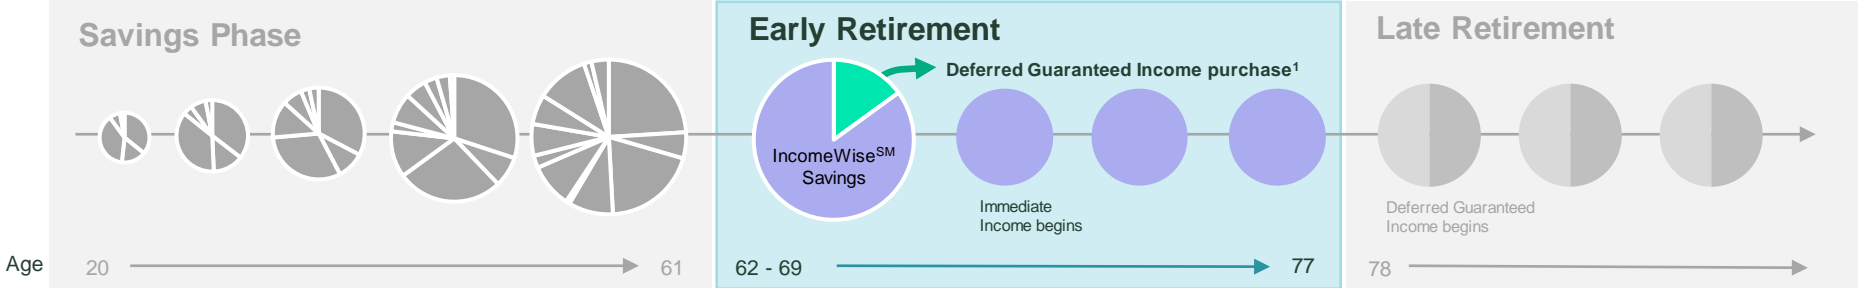 Savings Phase
Early Retirement
Late Retirement
Deferred Guaranteed Income purchase¹
IncomeWiseSM
Savings
Immediate
Income begins
Deferred Guaranteed
Income begins
Age
20
61
62 - 69
77
78